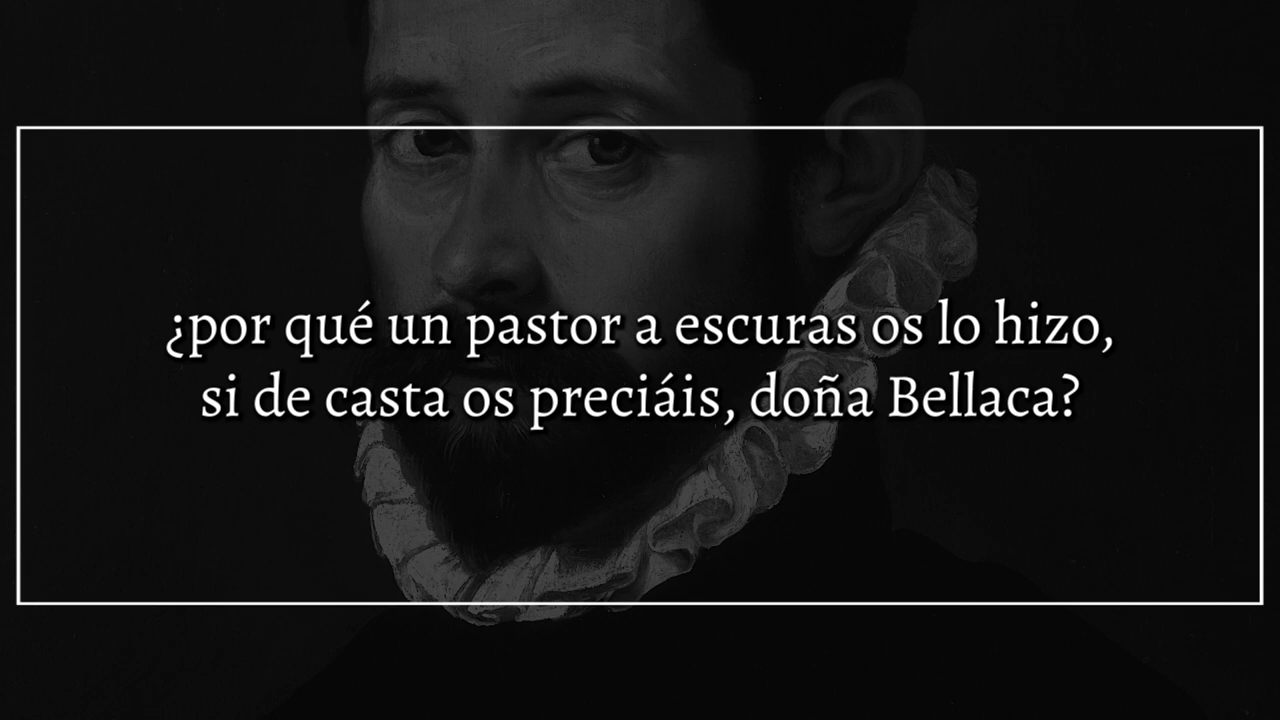 ¿por qué un pastor a escuras os lo hizo,
si de casta os preciáis, doña Bellaca?